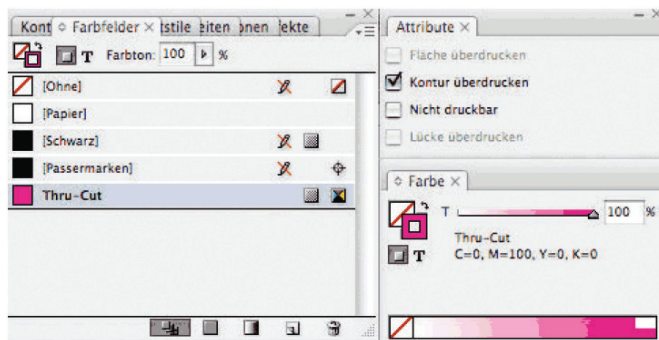 Kont Farbfelder × tstile eiten onen ekte
T Farbton: 100 %
[Ohne]
[Papier]
[Schwarz]
[Passermarken]
Thru-Cut
Attribute ×
Fläche überdrucken
Kontur überdrucken
Nicht druckbar
Lücke überdrucken
Farbe ×
T 100 %
Thru-Cut
T C=0, M=100, Y=0, K=0